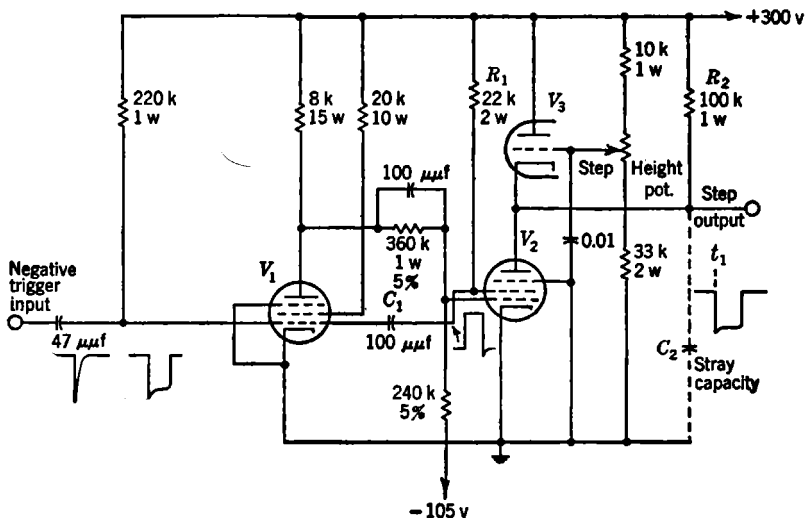 +300 v
220 k
1 w
8 k
15 w
20 k
10 w
R₁
22 k
2 w
V₃
10 k
1 w
R₂
100 k
1 w
100 μμf
Step
Height
pot.
Step
output
360 k
1 w
5%
V₁
V₂
0.01
33 k
2 w
t₁
Negative
trigger
input
47 μμf
C₁
100 μμf
C₂
Stray
capacity
240 k
5%
−105 v